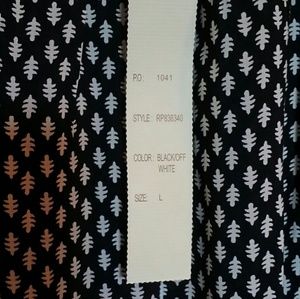 P.O: 1041
STYLE: RP838340
COLOR: BLACK/OFF
WHITE
SIZE: L